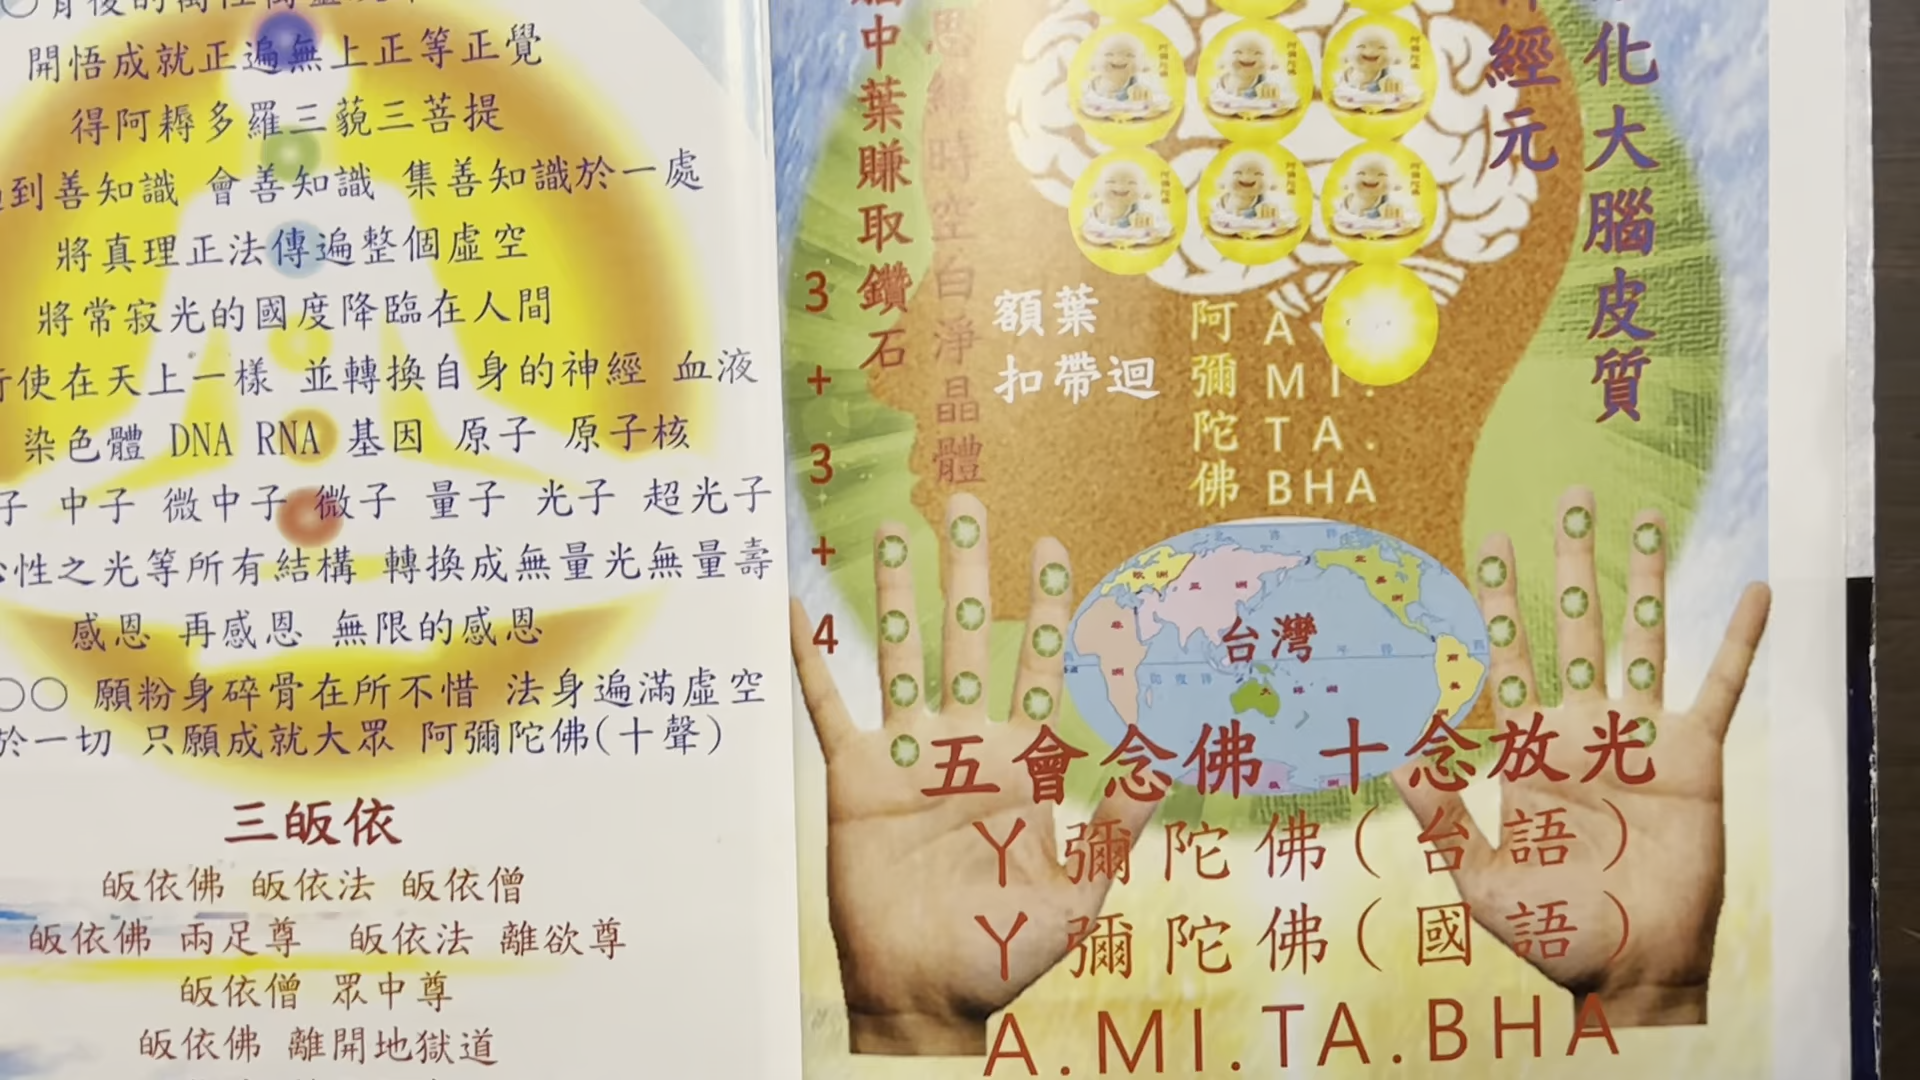 開悟成就正遍無上正等正覺
得阿耨多羅三藐三菩提
到善知識 會善知識 集善知識於一處
將真理正法傳遍整個虛空
將常寂光的國度降臨在人間
行使在天上一樣 並轉換自身的神經 血液
染色體 DNA RNA 基因 原子 原子核
子 中子 微中子 微子 量子 光子 超光子
心性之光等所有結構 轉換成無量光無量壽
感恩 再感恩 無限的感恩
○○ 願粉身碎骨在所不惜 法身遍滿虛空
於一切 只願成就大眾 阿彌陀佛(十聲)
三皈依
皈依佛 皈依法 皈依僧
皈依佛 兩足尊 皈依法 離欲尊
皈依僧 眾中尊
皈依佛 離開地獄道
化大腦皮質
神經元
思維時空白淨晶體
腦中葉賺取鑽石
3+3+4
額葉
扣帶迴
阿彌陀佛
A
MI.
TA.
BHA
台灣
五會念佛 十念放光
ㄚ彌陀佛(台語)
ㄚ彌陀佛(國語)
A.MI.TA.BHA